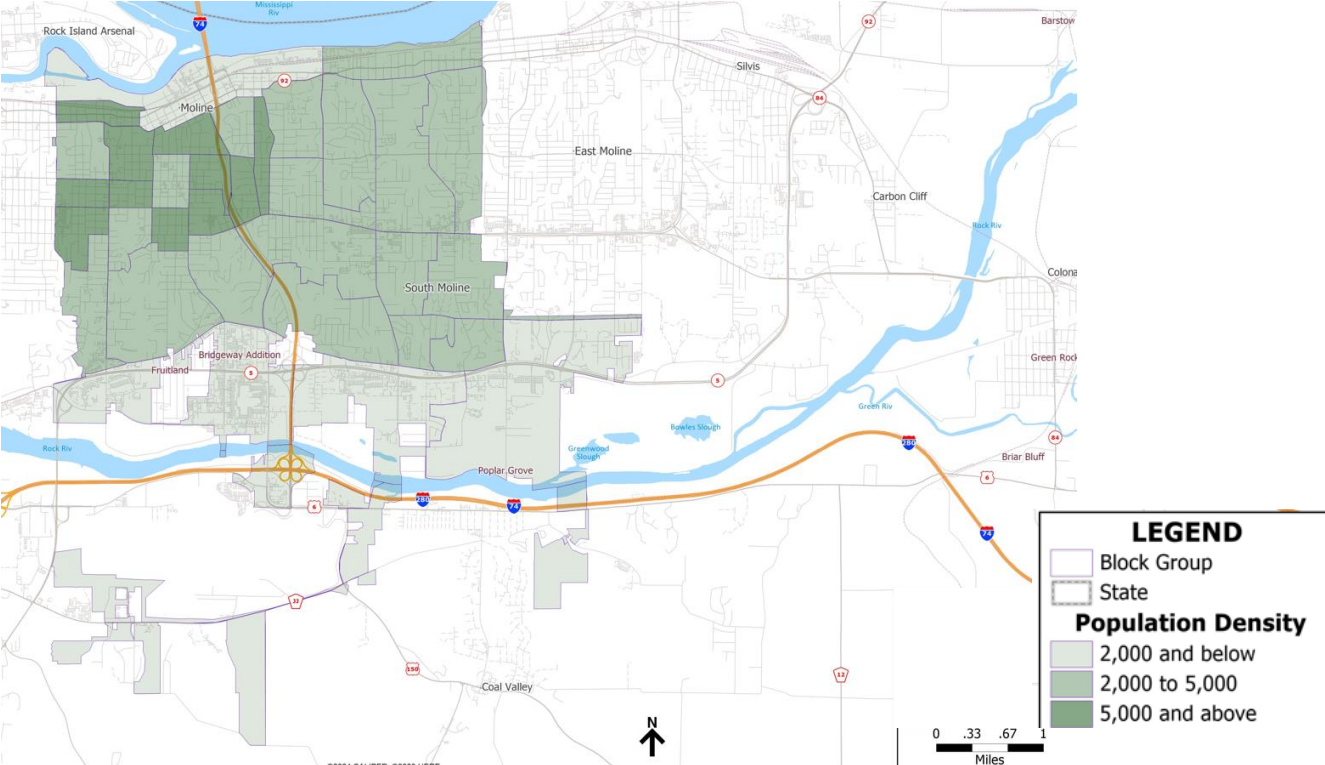 Mississippi
Riv
74
92
Barstow
Rock Island Arsenal
Silvis
92
84
Moline
East Moline
Carbon Cliff
Rock Riv
Colona
South Moline
Bridgeway Addition
Fruitland
5
5
Green Rock
Green Riv
Bowles Slough
84
Rock Riv
Greenwood
Slough
280
Briar Bluff
Poplar Grove
6
280
74
6
74
JJ
150
12
Coal Valley
LEGEND
Block Group
State
Population Density
2,000 and below
2,000 to 5,000
5,000 and above
N
0 .33 .67 1
Miles